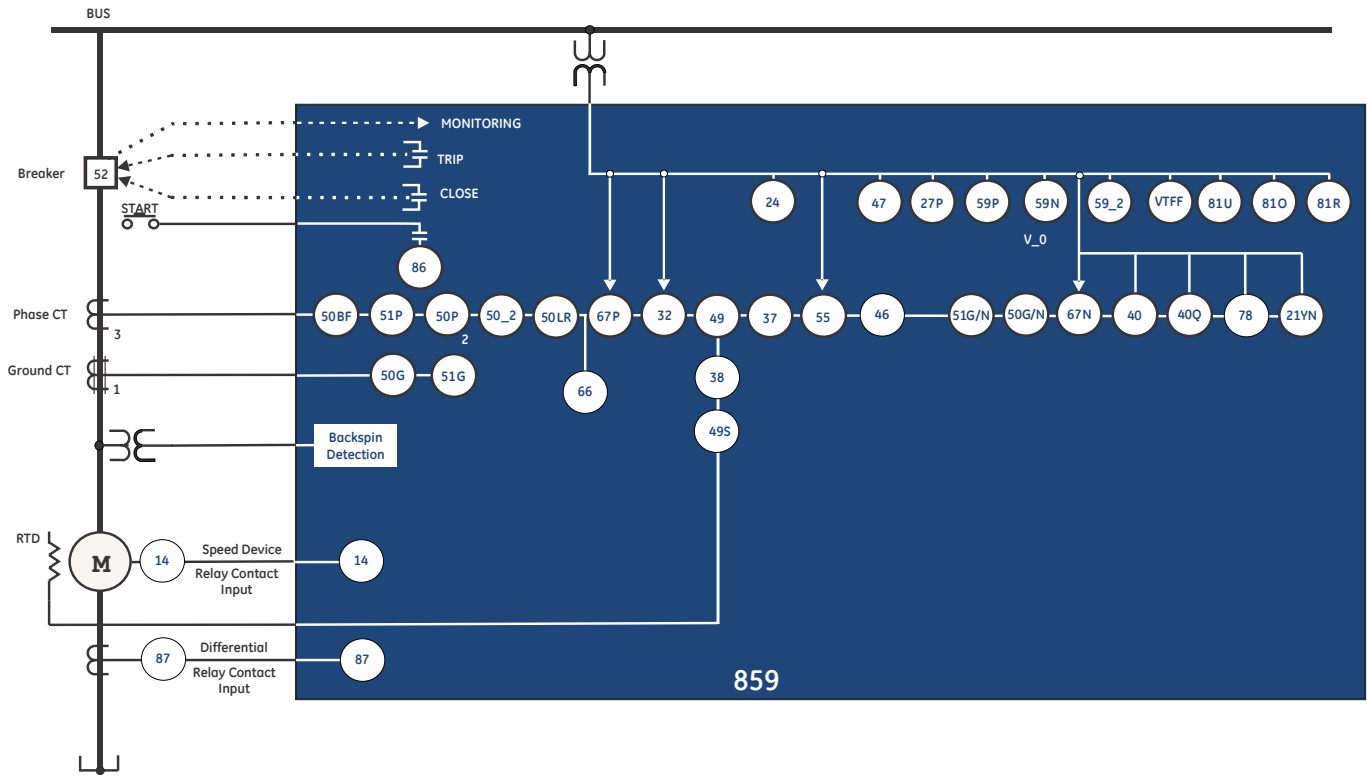 BUS
MONITORING
TRIP
Breaker
52
CLOSE
START
24
47
27P
59P
59N
59_2
VTFF
81U
81O
81R
V_0
86
Phase CT
3
50BF
51P
50P
2
50_2
50LR
67P
32
49
37
55
46
51G/N
50G/N
67N
40
40Q
78
21YN
Ground CT
1
50G
51G
66
38
49S
Backspin
Detection
RTD
M
14
Speed Device
Relay Contact
Input
14
87
Differential
Relay Contact
Input
87
859